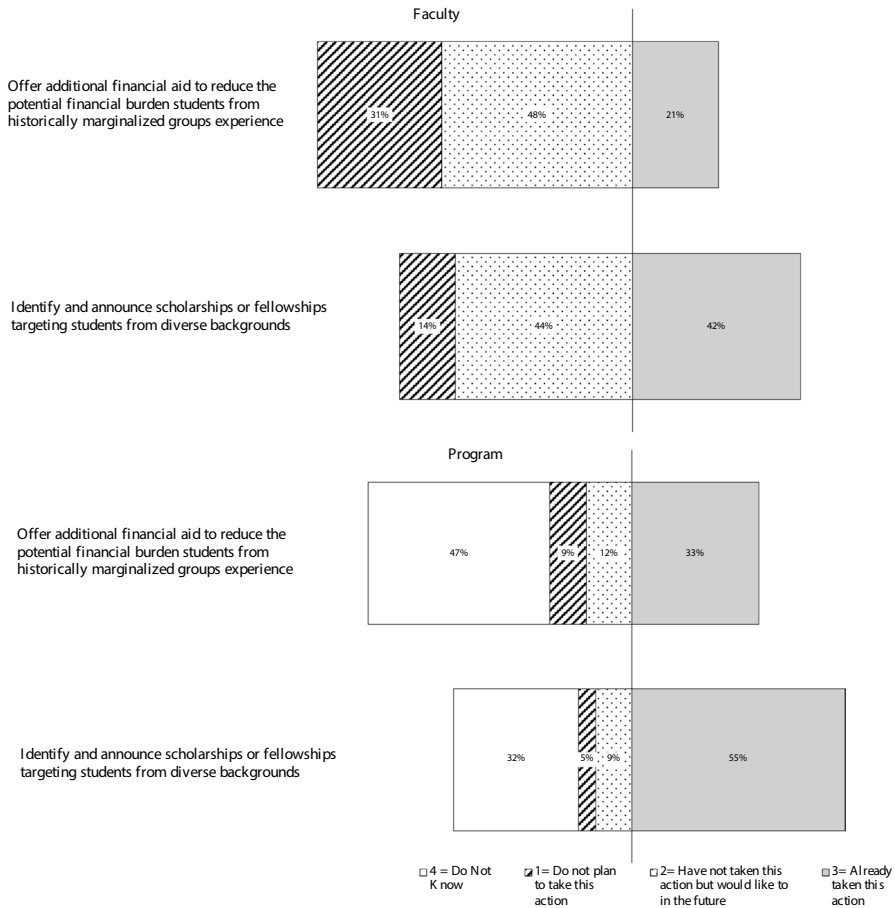 Faculty
Offer additional financial aid to reduce the
potential financial burden students from
historically marginalized groups experience
31%
48%
21%
Identify and announce scholarships or fellowships
targeting students from diverse backgrounds
14%
44%
42%
Program
Offer additional financial aid to reduce the
potential financial burden students from
historically marginalized groups experience
47%
9%
12%
33%
Identify and announce scholarships or fellowships
targeting students from diverse backgrounds
32%
5%
9%
55%
4 = Do Not
K now
1= Do not plan
to take this
action
2= Have not taken this
action but would like to
in the future
3= Already
taken this
action